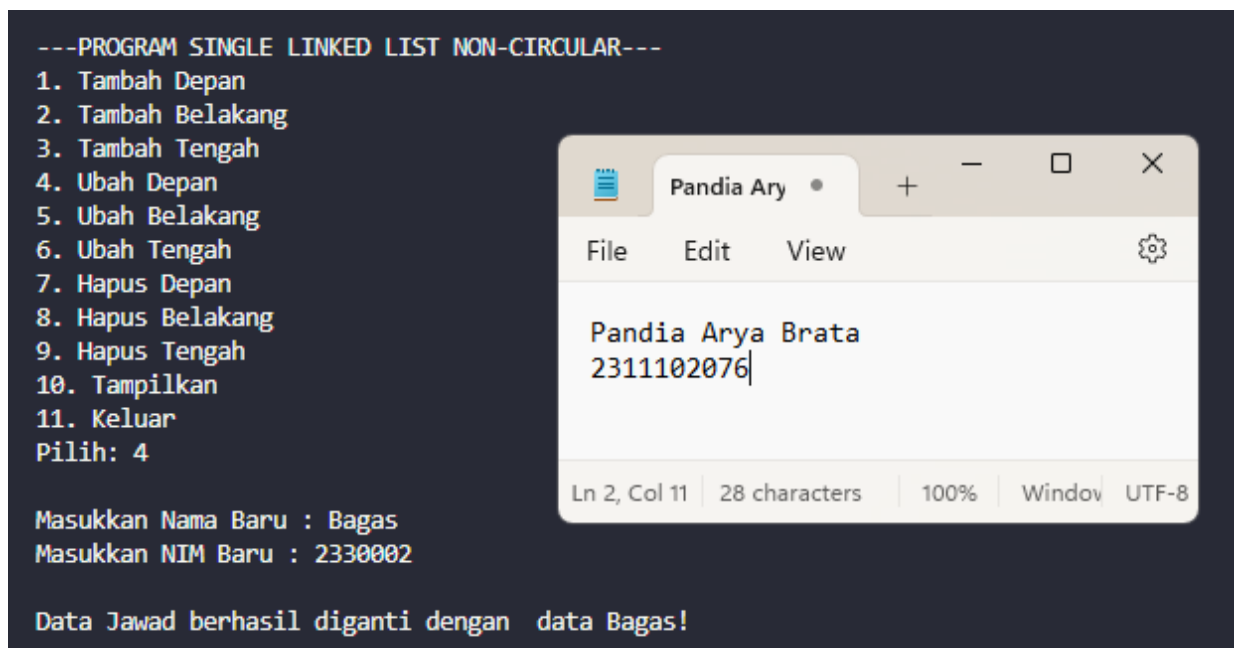 ---PROGRAM SINGLE LINKED LIST NON-CIRCULAR---
1. Tambah Depan
2. Tambah Belakang
3. Tambah Tengah
4. Ubah Depan
5. Ubah Belakang
6. Ubah Tengah
7. Hapus Depan
8. Hapus Belakang
9. Hapus Tengah
10. Tampilkan
11. Keluar
Pilih: 4
Masukkan Nama Baru : Bagas
Masukkan NIM Baru : 2330002
Data Jawad berhasil diganti dengan  data Bagas!
Pandia Ary
File Edit View
Pandia Arya Brata
2311102076
Ln 2, Col 11 28 characters 100% Window UTF-8